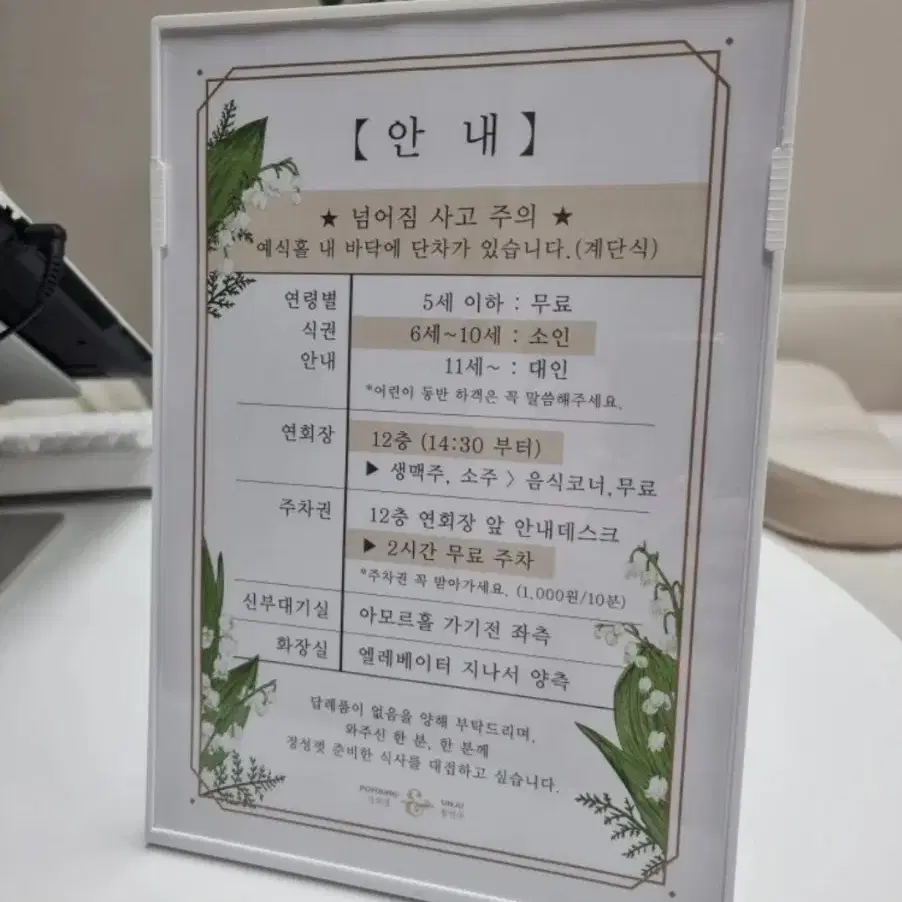 【안 내】
★ 넘어짐 사고 주의 ★
예식홀 내 바닥에 단차가 있습니다.(계단식)
연령별 식권 안내
5세 이하 : 무료
6세~10세 : 소인
11세~ : 대인
*어린이 동반 하객은 꼭 말씀해주세요.
연회장
12층 (14:30 부터)
▶ 생맥주, 소주 > 음식코너,무료
주차권
12층 연회장 앞 안내데스크
▶ 2시간 무료 주차
*주차권 꼭 받아가세요. (1,000원/10분)
신부대기실
아모르홀 가기전 좌측
화장실
엘레베이터 지나서 양측
답례품이 없음을 양해 부탁드리며,
와주신 한 분, 한 분께
정성껏 준비한 식사를 대접하고 싶습니다.
&